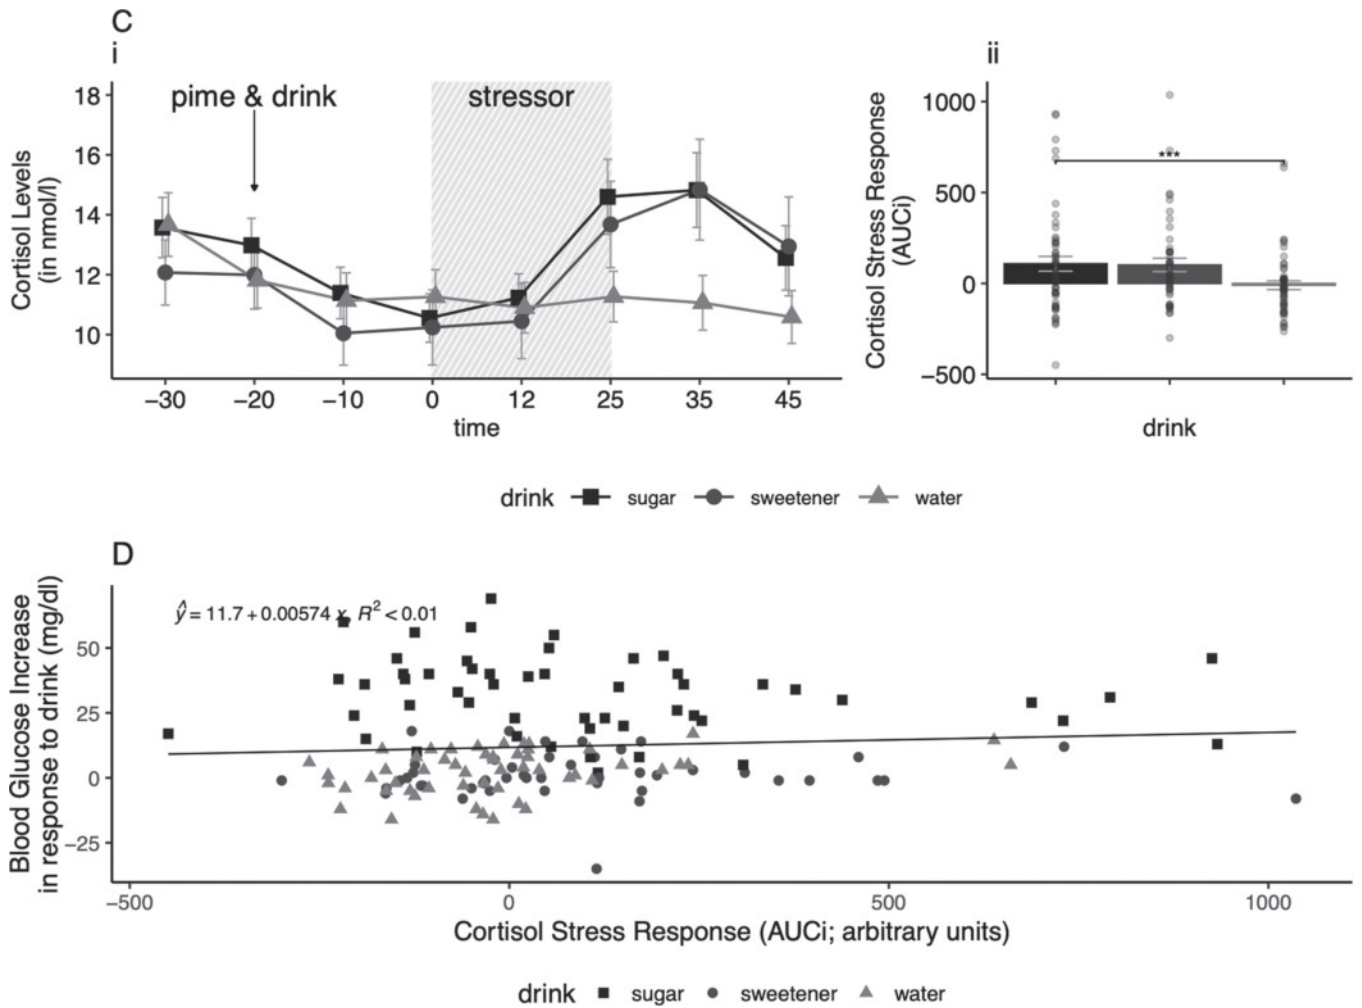 C
i
ii
pime & drink
stressor
18
16
14
12
10
Cortisol Levels
(in nmol/l)
−30 −20 −10 0 12 25 35 45
time
Cortisol Stress Response
(AUCi)
1000
500
0
−500
***
drink
drink sugar sweetener water
D
ŷ = 11.7 + 0.00574 x, R² < 0.01
Blood Glucose Increase
in response to drink (mg/dl)
50
25
0
−25
−500 0 500 1000
Cortisol Stress Response (AUCi; arbitrary units)
drink sugar sweetener water